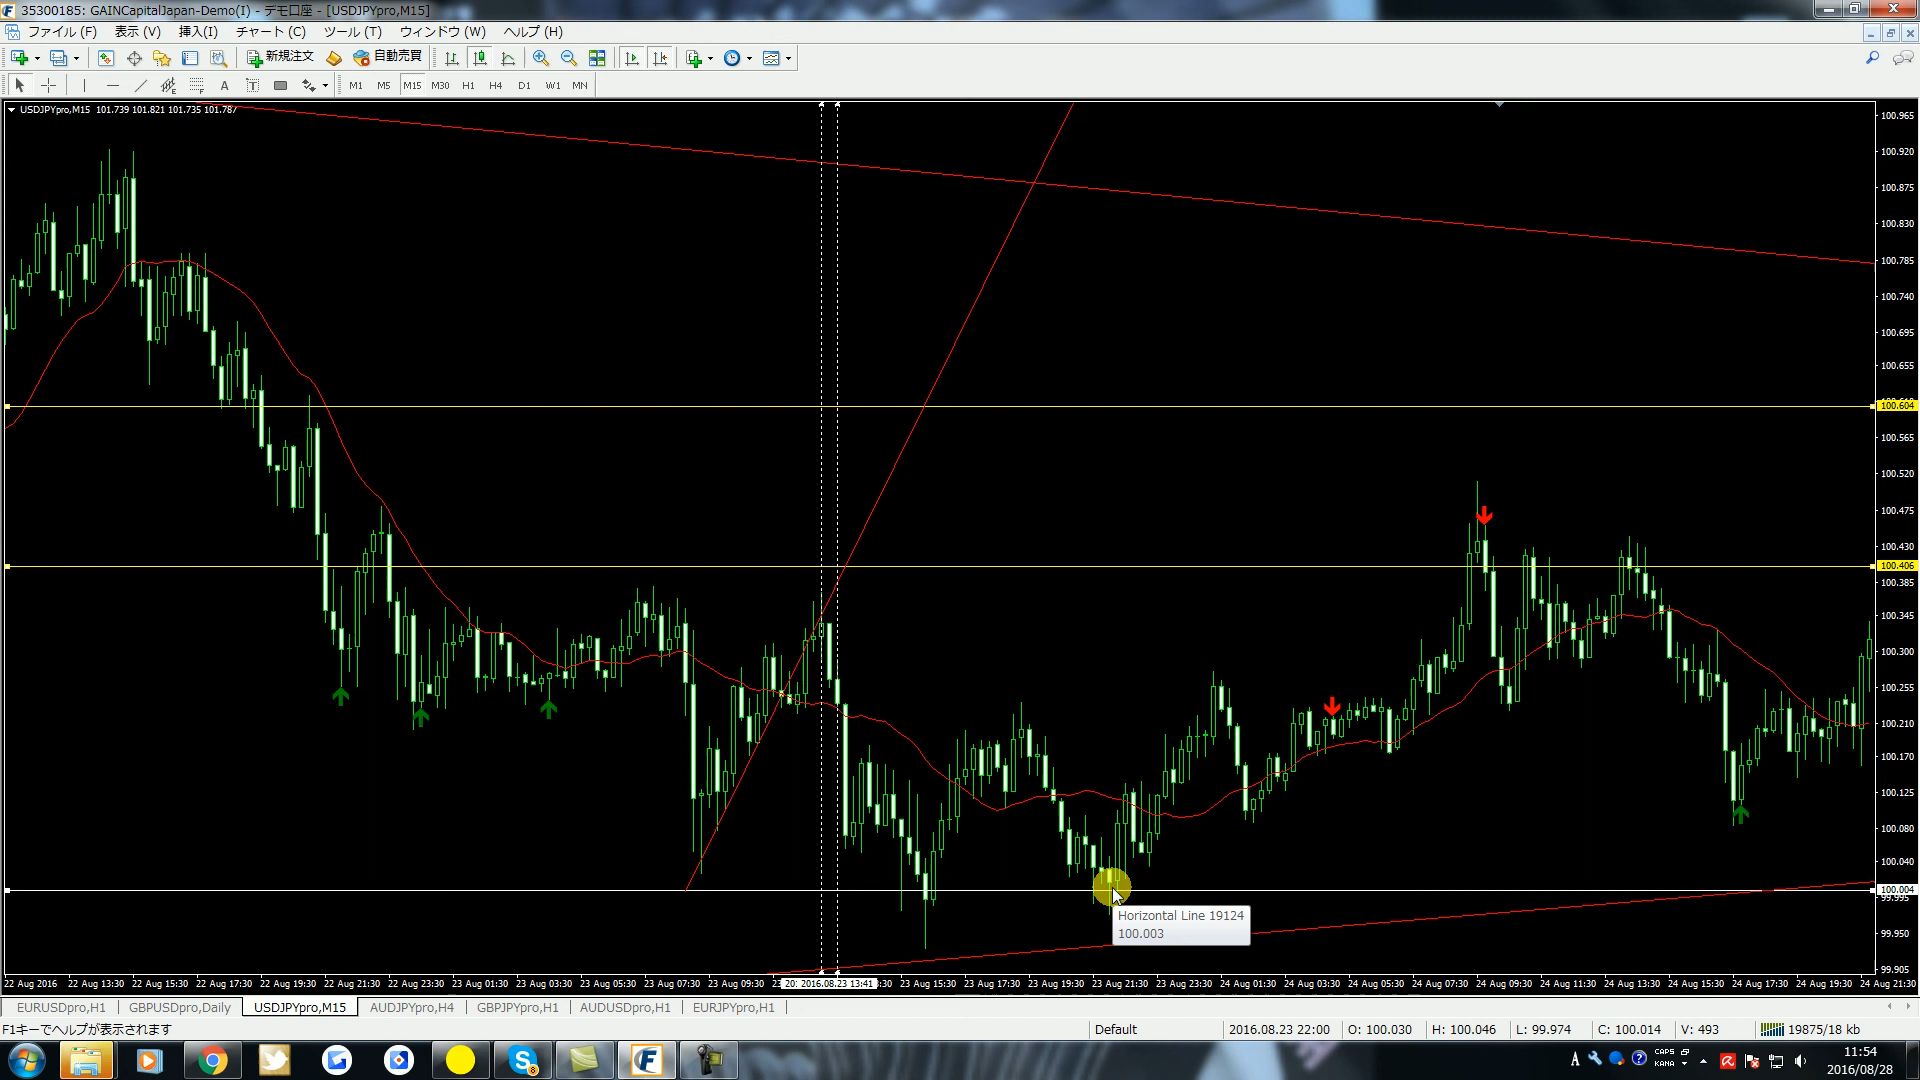 35300185: GAINCapitalJapan-Demo(I) - デモ口座 - [USDJPYpro,M15]
ファイル (F) 表示 (V) 挿入(I) チャート (C) ツール (T) ウィンドウ (W) ヘルプ (H)
新規注文 自動売買
A T M1 M5 M15 M30 H1 H4 D1 W1 MN
USDJPYpro,M15 101.739 101.821 101.735 101.787
100.965
100.920
100.875
100.830
100.785
100.740
100.695
100.655
100.604
100.565
100.520
100.475
100.430
100.406
100.385
100.345
100.300
100.255
100.210
100.170
100.125
100.080
100.040
100.004
99.995
99.950
99.905
Horizontal Line 19124
100.003
22 Aug 2016 22 Aug 13:30 22 Aug 15:30 22 Aug 17:30 22 Aug 19:30 22 Aug 21:30 22 Aug 23:30 23 Aug 01:30 23 Aug 03:30 23 Aug 05:30 23 Aug 07:30 23 Aug 09:30 20: 2016.08.23 13:41 23 Aug 15:30 23 Aug 17:30 23 Aug 19:30 23 Aug 21:30 23 Aug 23:30 24 Aug 01:30 24 Aug 03:30 24 Aug 05:30 24 Aug 07:30 24 Aug 09:30 24 Aug 11:30 24 Aug 13:30 24 Aug 15:30 24 Aug 17:30 24 Aug 19:30 24 Aug 21:30
EURUSDpro,H1 GBPUSDpro,Daily USDJPYpro,M15 AUDJPYpro,H4 GBPJPYpro,H1 AUDUSDpro,H1 EURJPYpro,H1
F1キーでヘルプが表示されます Default 2016.08.23 22:00 O: 100.030 H: 100.046 L: 99.974 C: 100.014 V: 493 19875/18 kb
A CAPS KANA 11:54
2016/08/28